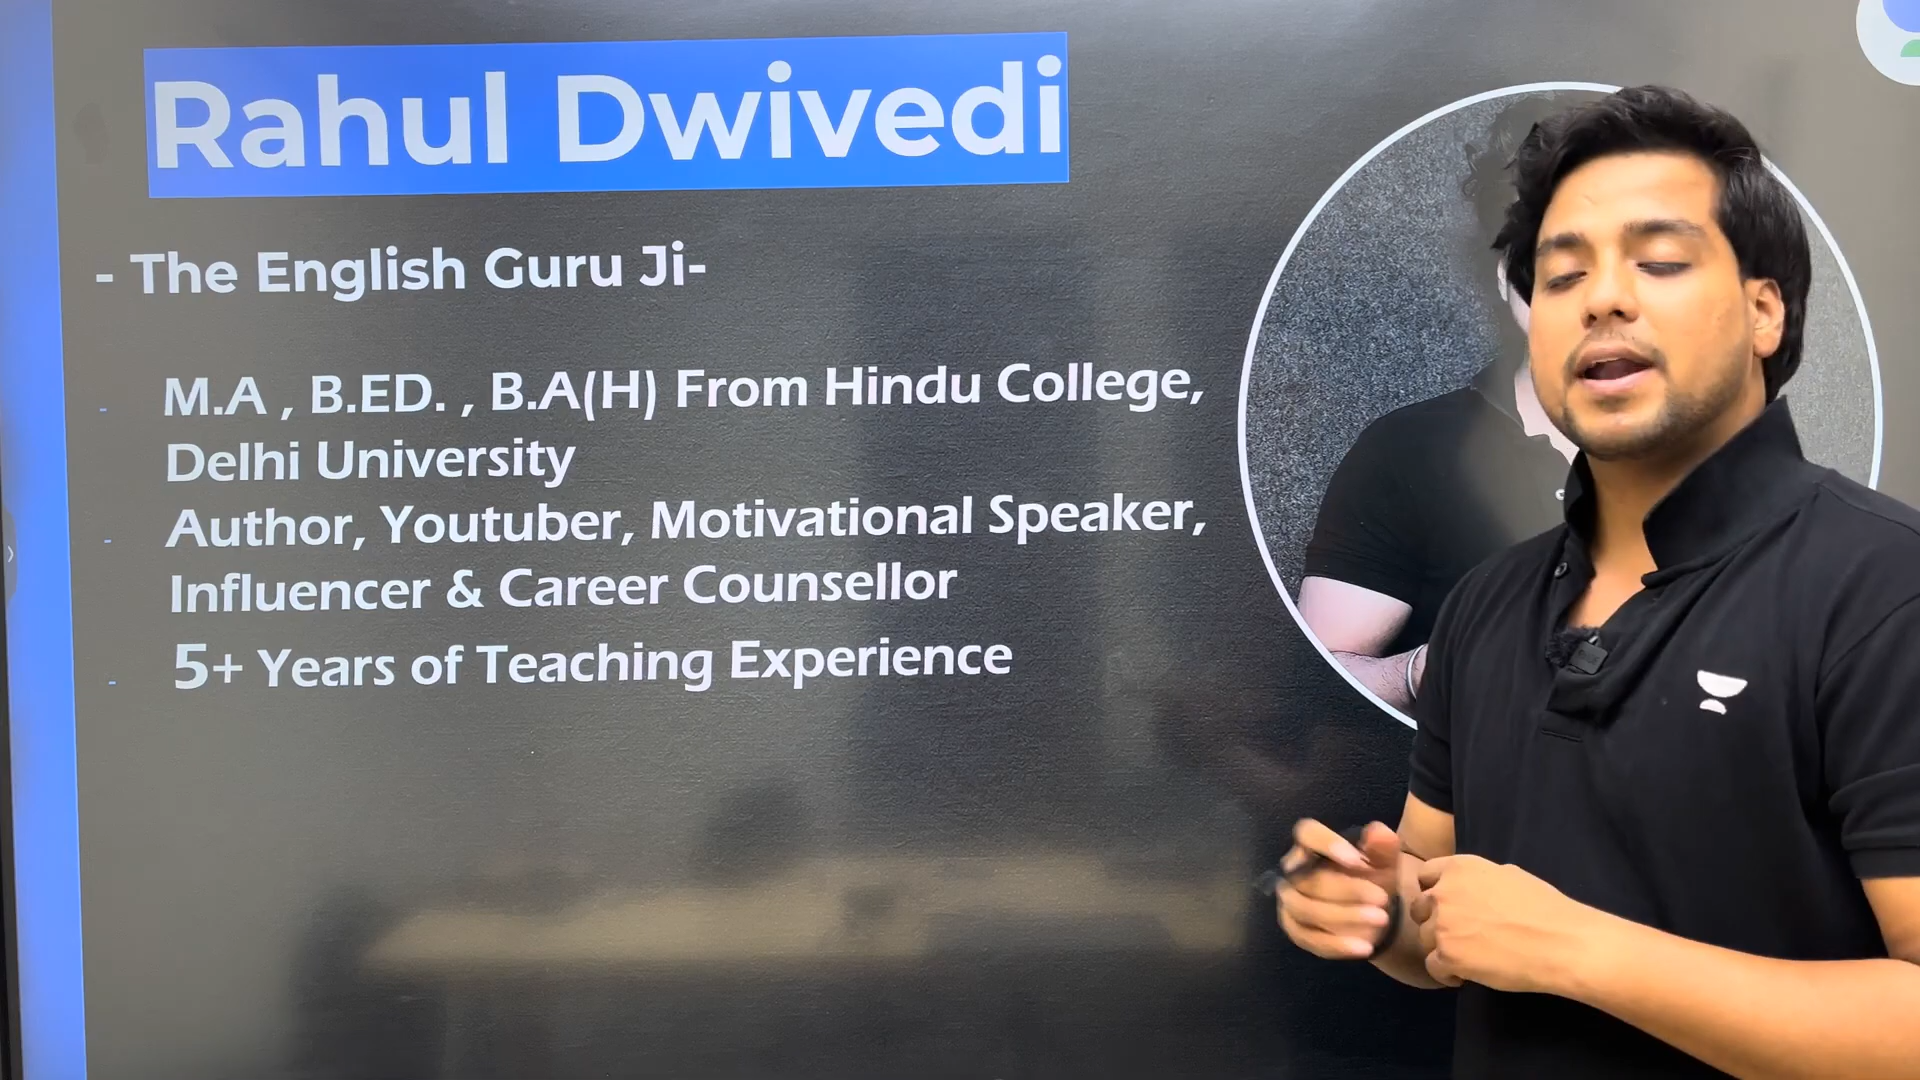 Rahul Dwivedi
- The English Guru Ji-
- M.A , B.ED. , B.A(H) From Hindu College,
Delhi University
- Author, Youtuber, Motivational Speaker,
Influencer & Career Counsellor
- 5+ Years of Teaching Experience